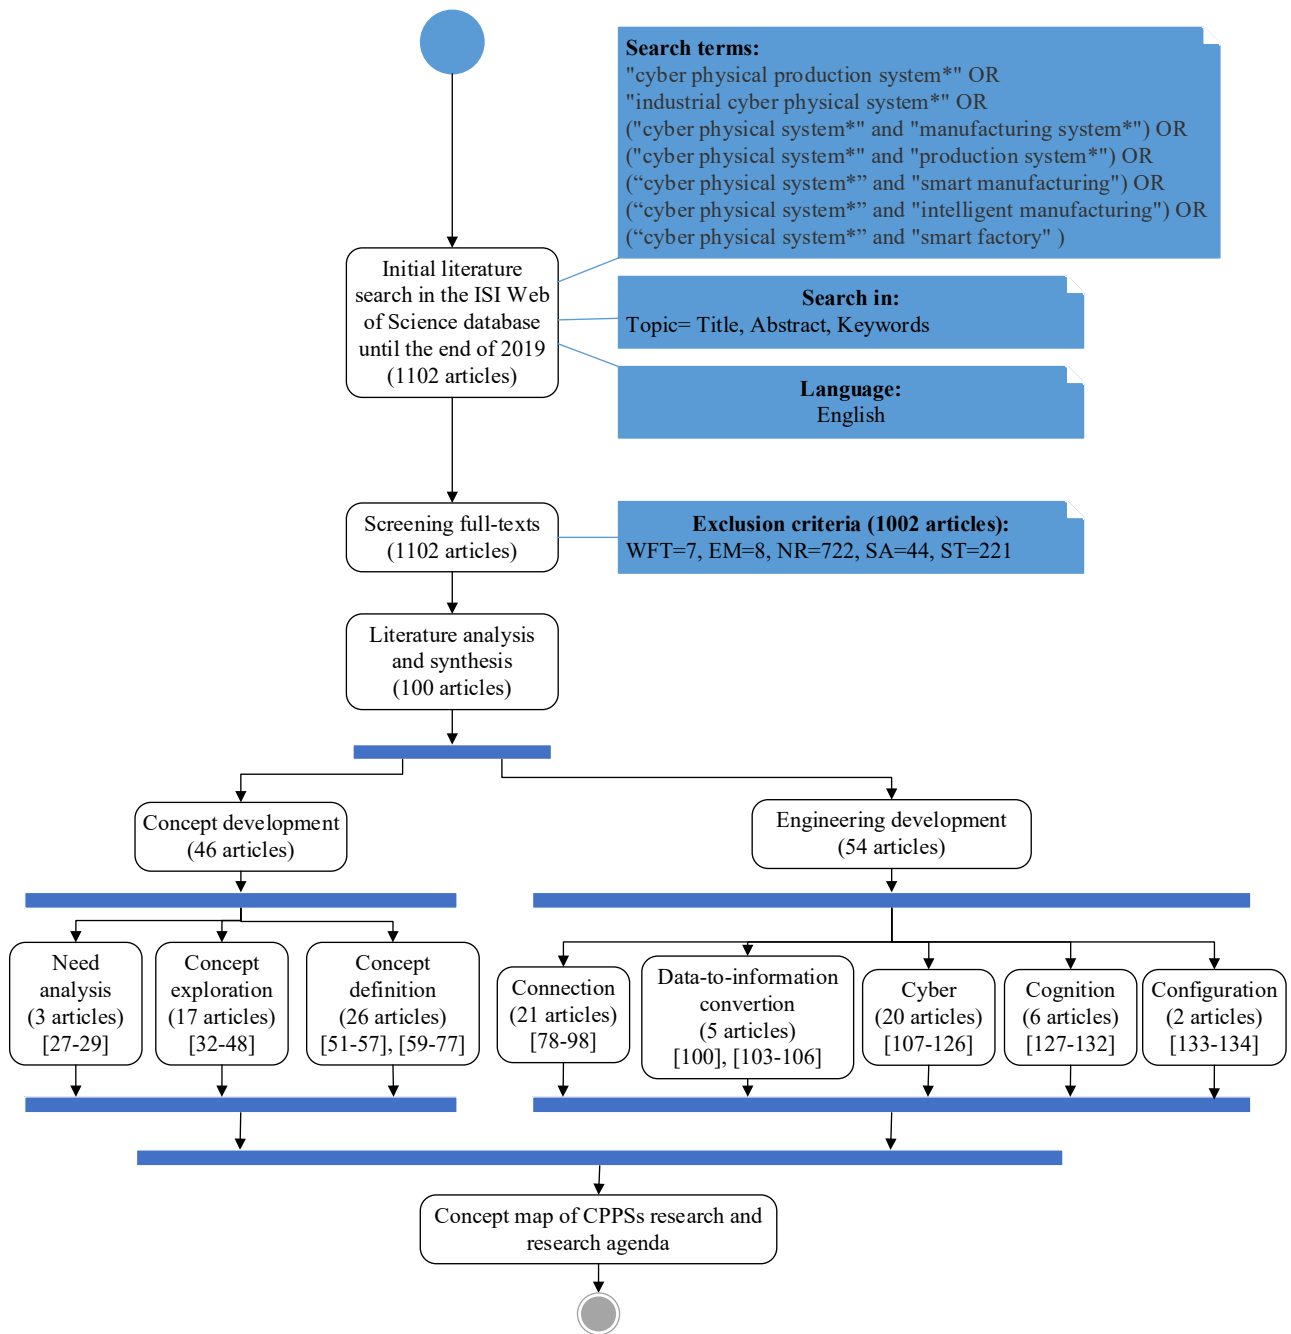 Search terms:
"cyber physical production system*" OR
"industrial cyber physical system*" OR
("cyber physical system*" and "manufacturing system*") OR
("cyber physical system*" and "production system*") OR
(“cyber physical system*” and "smart manufacturing") OR
(“cyber physical system*” and "intelligent manufacturing") OR
(“cyber physical system*” and "smart factory" )
Initial literature
search in the ISI Web
of Science database
until the end of 2019
(1102 articles)
Search in:
Topic= Title, Abstract, Keywords
Language:
English
Screening full-texts
(1102 articles)
Exclusion criteria (1002 articles):
WFT=7, EM=8, NR=722, SA=44, ST=221
Literature analysis
and synthesis
(100 articles)
Concept development
(46 articles)
Engineering development
(54 articles)
Need
analysis
(3 articles)
[27-29]
Concept
exploration
(17 articles)
[32-48]
Concept
definition
(26 articles)
[51-57], [59-77]
Connection
(21 articles)
[78-98]
Data-to-information
convertion
(5 articles)
[100], [103-106]
Cyber
(20 articles)
[107-126]
Cognition
(6 articles)
[127-132]
Configuration
(2 articles)
[133-134]
Concept map of CPPSs research and
research agenda